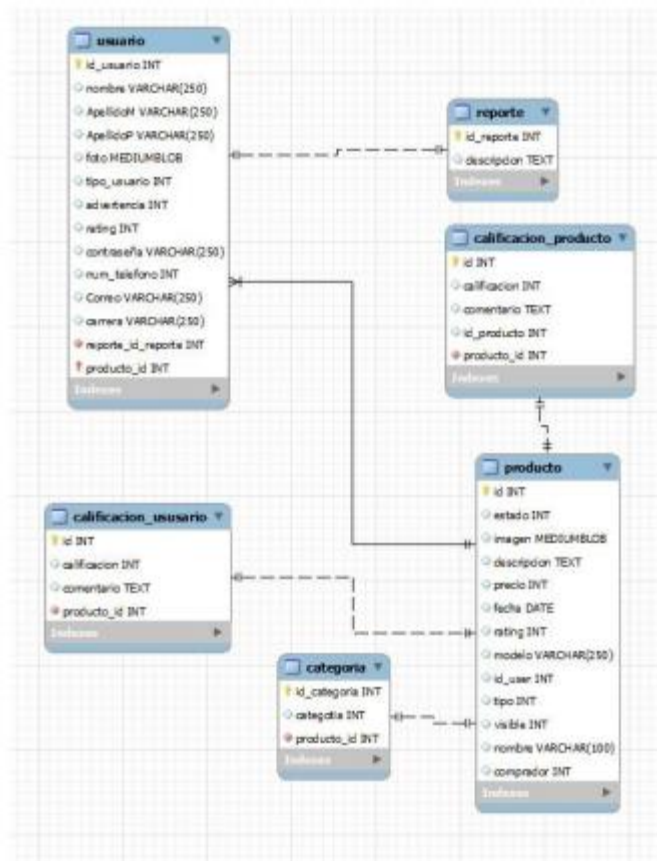 usuario
id_usuario INT
nombre VARCHAR(250)
ApellidoM VARCHAR(250)
ApellidoP VARCHAR(250)
foto MEDIUMBLOB
tipo_usuario INT
advertencia INT
rating INT
contraseña VARCHAR(250)
num_telefono INT
Correo VARCHAR(250)
carrera VARCHAR(250)
reporte_id_reporte INT
producto_id INT
Indexes
reporte
id_reporte INT
descripcion TEXT
Indexes
calificacion_producto
id INT
calificacion INT
comentario TEXT
id_producto INT
producto_id INT
Indexes
producto
id INT
estado INT
imagen MEDIUMBLOB
descripcion TEXT
precio INT
fecha DATE
rating INT
modelo VARCHAR(250)
id_user INT
tipo INT
visible INT
nombre VARCHAR(100)
comprador INT
Indexes
calificacion_ususario
id INT
calificacion INT
comentario TEXT
producto_id INT
Indexes
categoria
id_categoria INT
categotia INT
producto_id INT
Indexes